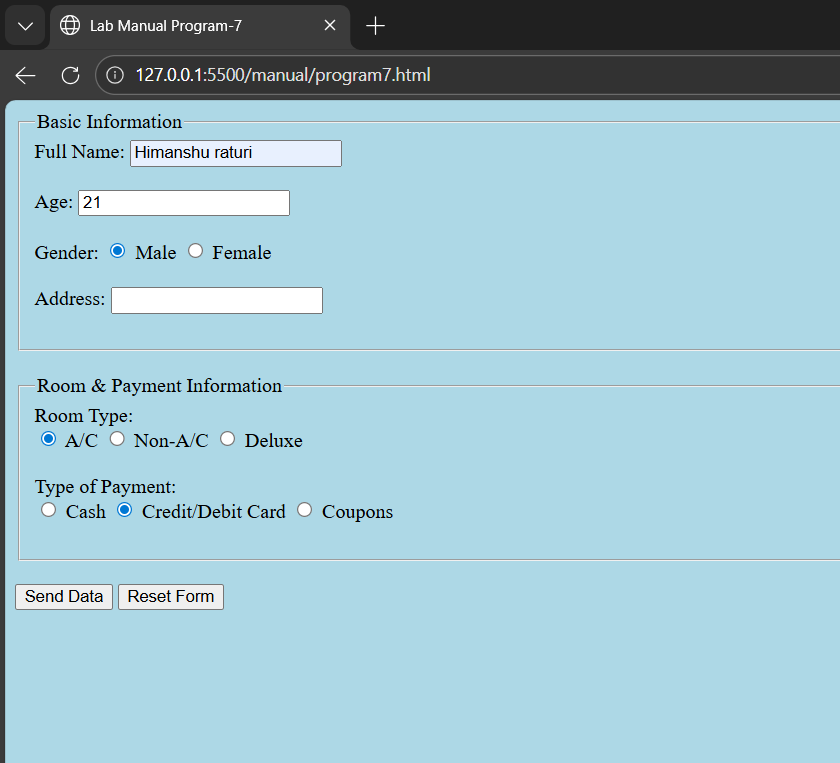 Lab Manual Program-7
127.0.0.1:5500/manual/program7.html
Basic Information
Full Name: Himanshu raturi
Age: 21
Gender: Male Female
Address:
Room & Payment Information
Room Type:
A/C Non-A/C Deluxe
Type of Payment:
Cash Credit/Debit Card Coupons
Send Data Reset Form